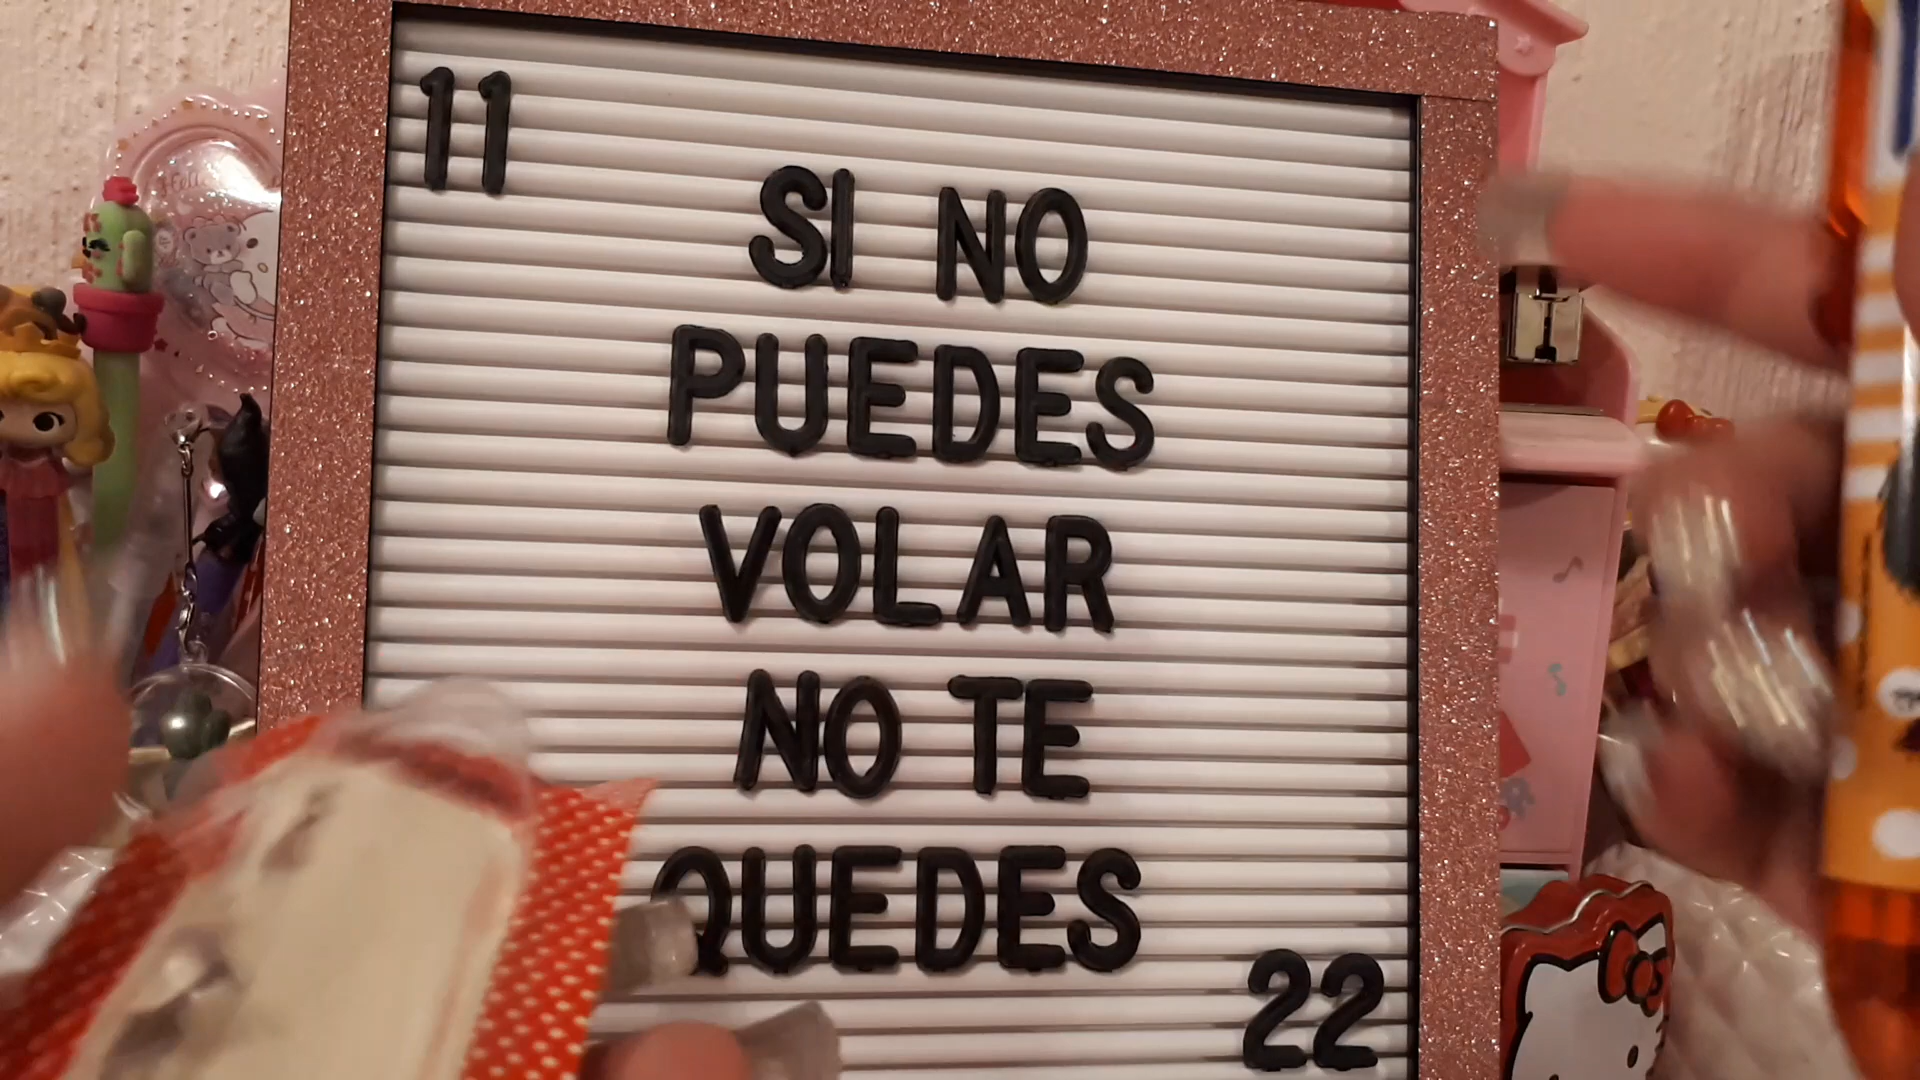 11
SI NO
PUEDES
VOLAR
NO TE
QUEDES
22